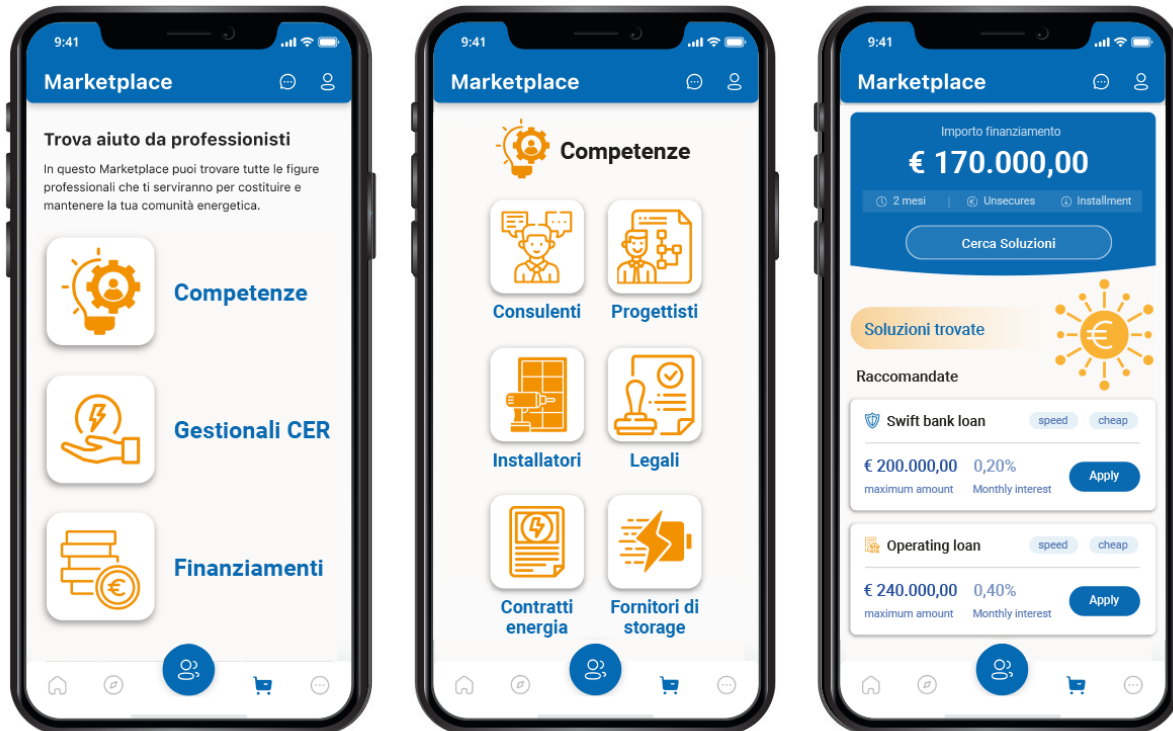 9:41
Marketplace
Trova aiuto da professionisti
In questo Marketplace puoi trovare tutte le figure
professionali che ti serviranno per costituire e
mantenere la tua comunità energetica.
Competenze
Gestionali CER
Finanziamenti
9:41
Marketplace
Competenze
Consulenti
Progettisti
Installatori
Legali
Contratti
energia
Fornitori di
storage
9:41
Marketplace
Importo finanziamento
€ 170.000,00
2 mesi | Unsecures Installment
Cerca Soluzioni
Soluzioni trovate
€
Raccomandate
Swift bank loan speed cheap
€ 200.000,00 0,20% Apply
maximum amount Monthly interest
Operating loan speed cheap
€ 240.000,00 0,40% Apply
maximum amount Monthly interest